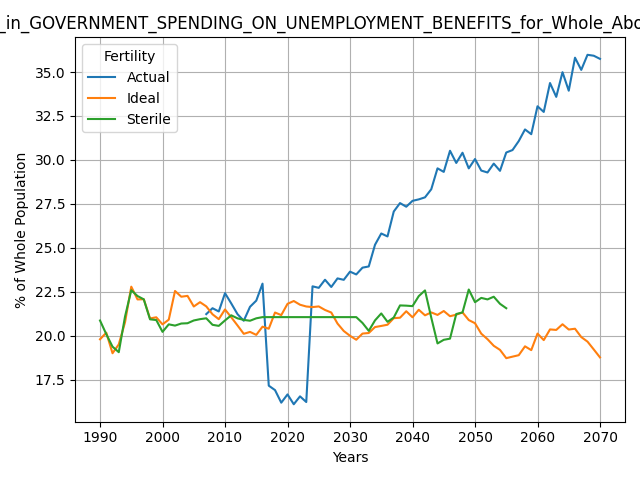 _in_GOVERNMENT_SPENDING_ON_UNEMPLOYMENT_BENEFITS_for_Whole_Abo
Fertility
Actual
Ideal
Sterile
% of Whole Population
35.0
32.5
30.0
27.5
25.0
22.5
20.0
17.5
1990 2000 2010 2020 2030 2040 2050 2060 2070
Years